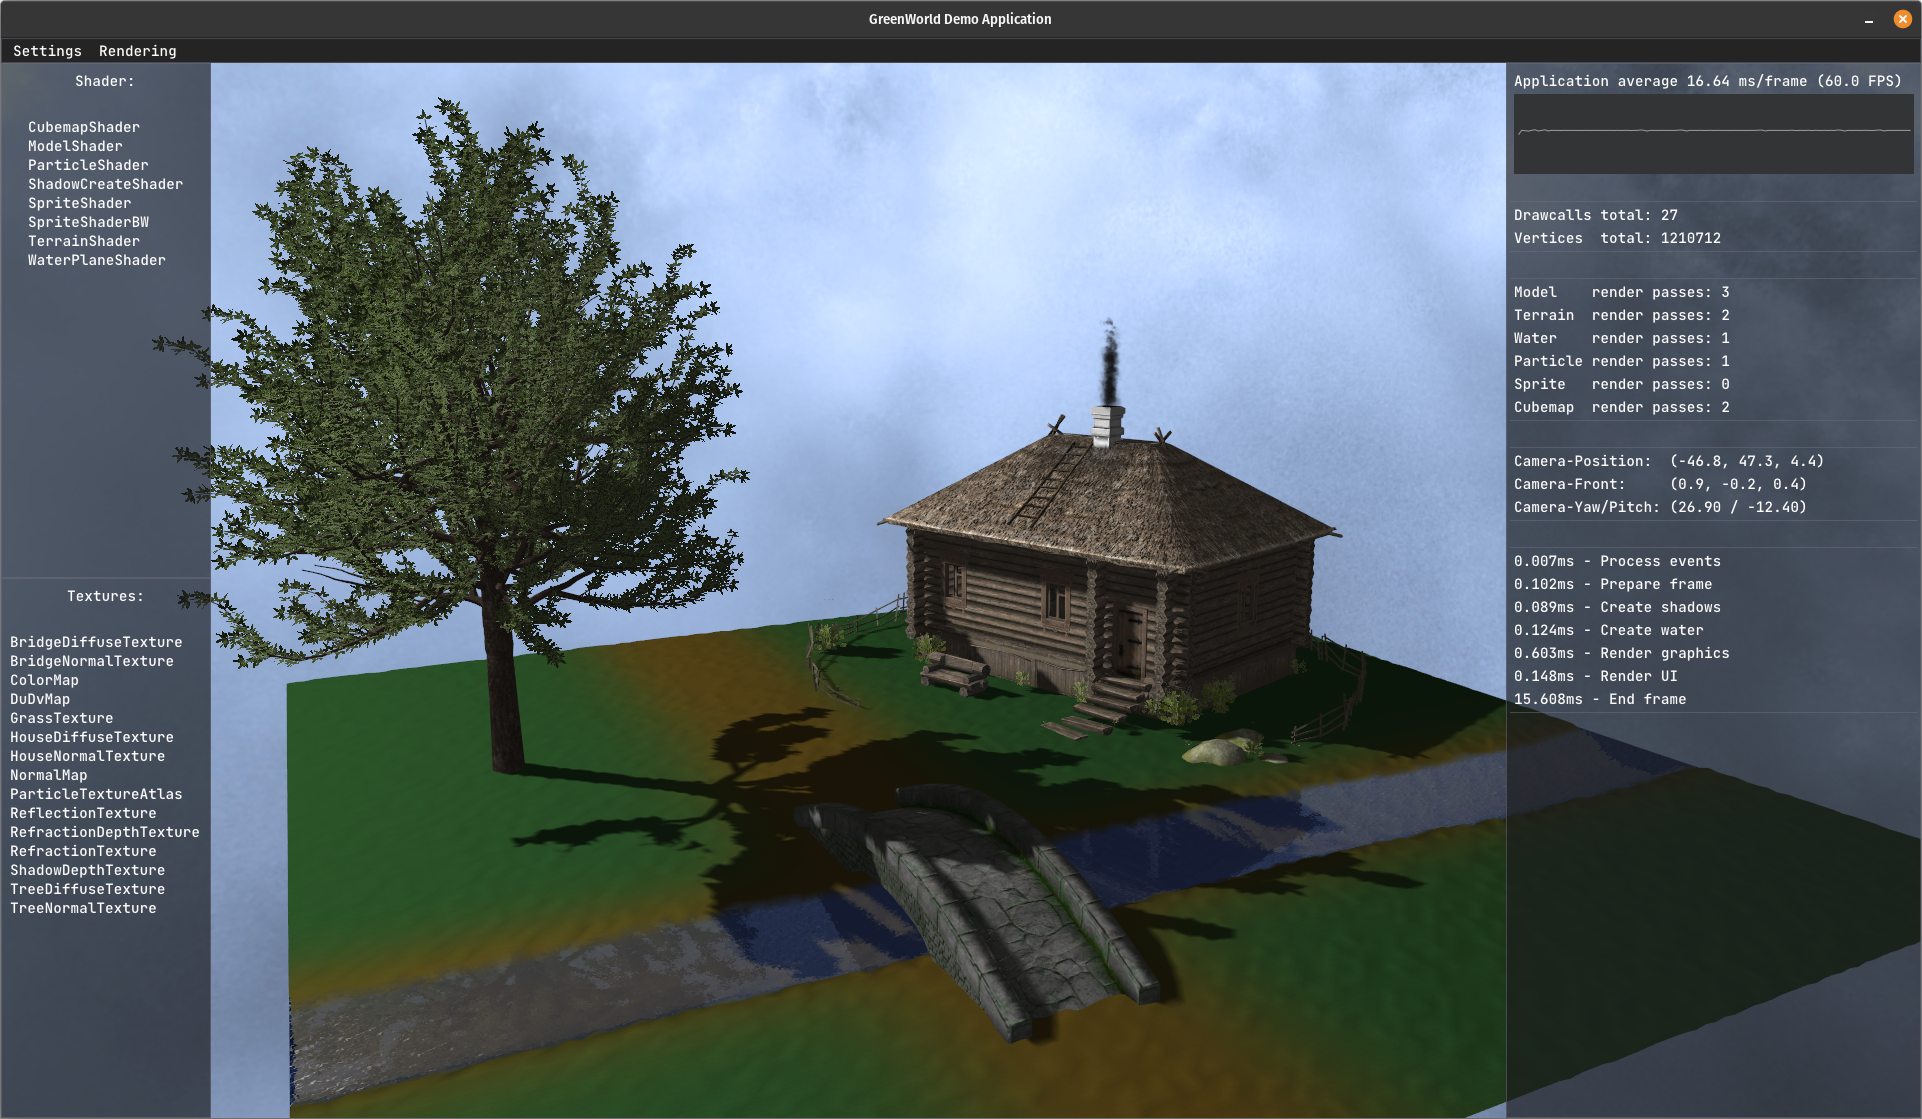 GreenWorld Demo Application
Settings Rendering
Shader:
CubemapShader
ModelShader
ParticleShader
ShadowCreateShader
SpriteShader
SpriteShaderBW
TerrainShader
WaterPlaneShader
Textures:
BridgeDiffuseTexture
BridgeNormalTexture
ColorMap
DuDvMap
GrassTexture
HouseDiffuseTexture
HouseNormalTexture
NormalMap
ParticleTextureAtlas
ReflectionTexture
RefractionDepthTexture
RefractionTexture
ShadowDepthTexture
TreeDiffuseTexture
TreeNormalTexture
Application average 16.64 ms/frame (60.0 FPS)
Drawcalls total: 27
Vertices total: 1210712
Model render passes: 3
Terrain render passes: 2
Water render passes: 1
Particle render passes: 1
Sprite render passes: 0
Cubemap render passes: 2
Camera-Position: (-46.8, 47.3, 4.4)
Camera-Front: (0.9, -0.2, 0.4)
Camera-Yaw/Pitch: (26.90 / -12.40)
0.007ms - Process events
0.102ms - Prepare frame
0.089ms - Create shadows
0.124ms - Create water
0.603ms - Render graphics
0.148ms - Render UI
15.608ms - End frame